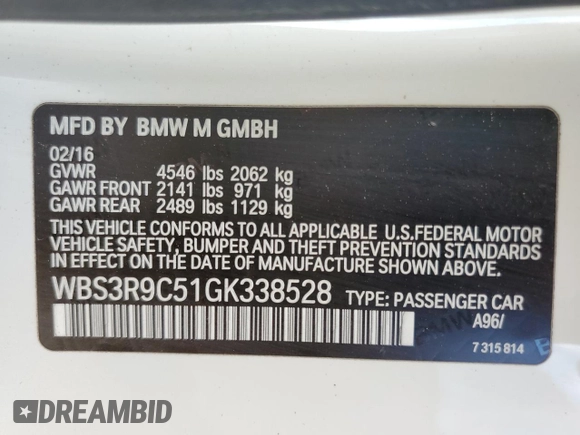 MFD BY BMW M GMBH
02/16
GVWR 4546 lbs 2062 kg
GAWR FRONT 2141 lbs 971 kg
GAWR REAR 2489 lbs 1129 kg
THIS VEHICLE CONFORMS TO ALL APPLICABLE U.S.FEDERAL MOTOR
VEHICLE SAFETY, BUMPER AND THEFT PREVENTION STANDARDS
IN EFFECT ON THE DATE OF MANUFACTURE SHOWN ABOVE.
WBS3R9C51GK338528 TYPE: PASSENGER CAR
A96/
7 315 814
DREAMBID